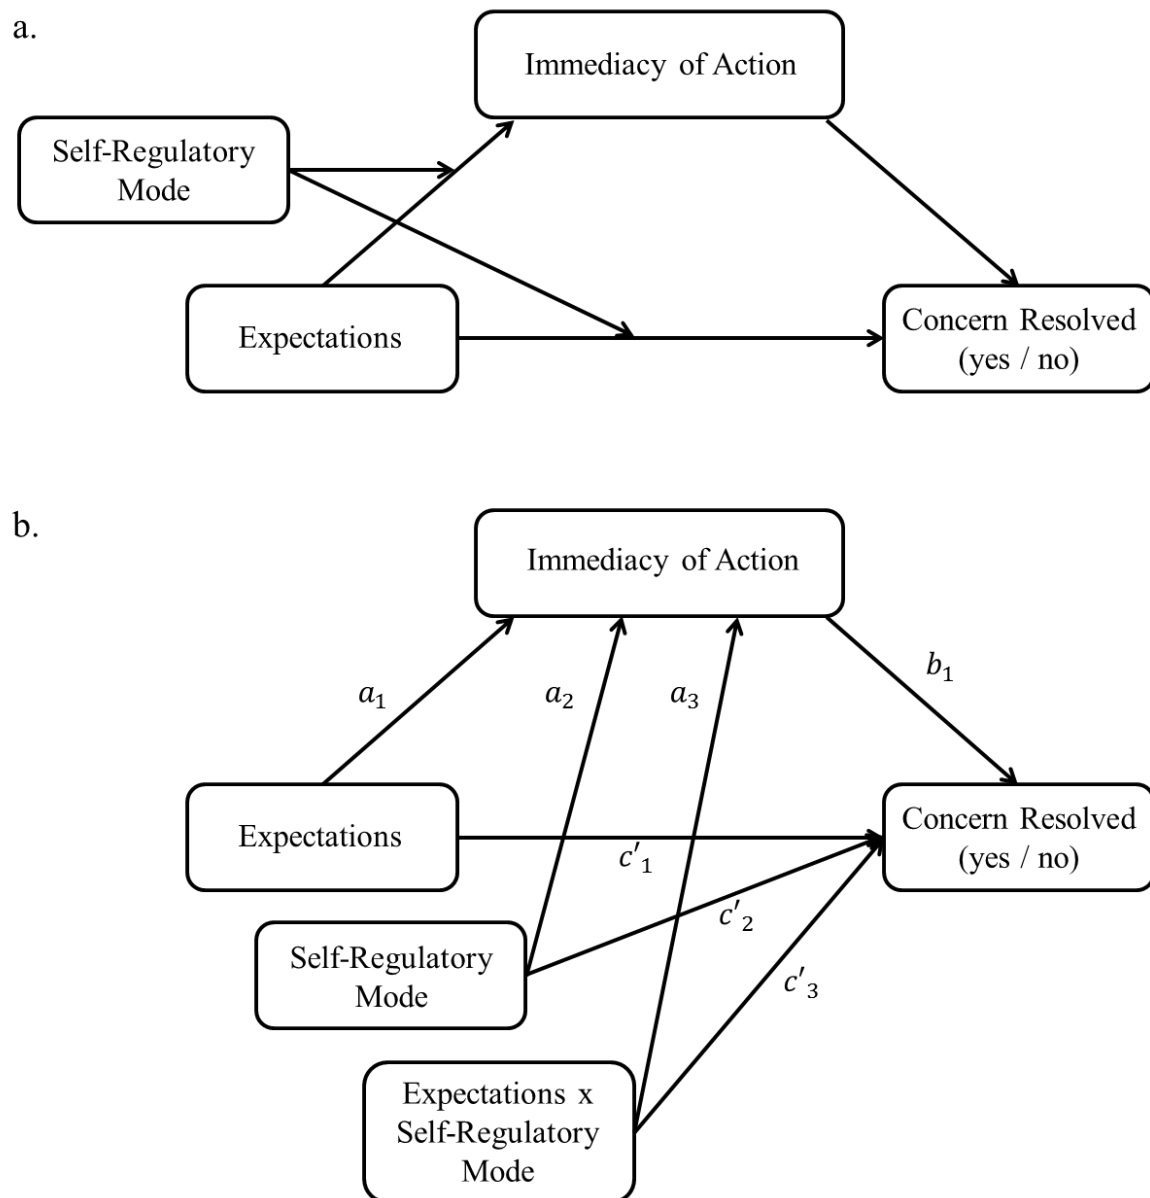 a.
Immediacy of Action
Self-Regulatory
Mode
Expectations
Concern Resolved
(yes / no)
b.
Immediacy of Action
a₁
a₂
a₃
b₁
Expectations
Concern Resolved
(yes / no)
c'₁
c'₂
Self-Regulatory
Mode
c'₃
Expectations x
Self-Regulatory
Mode